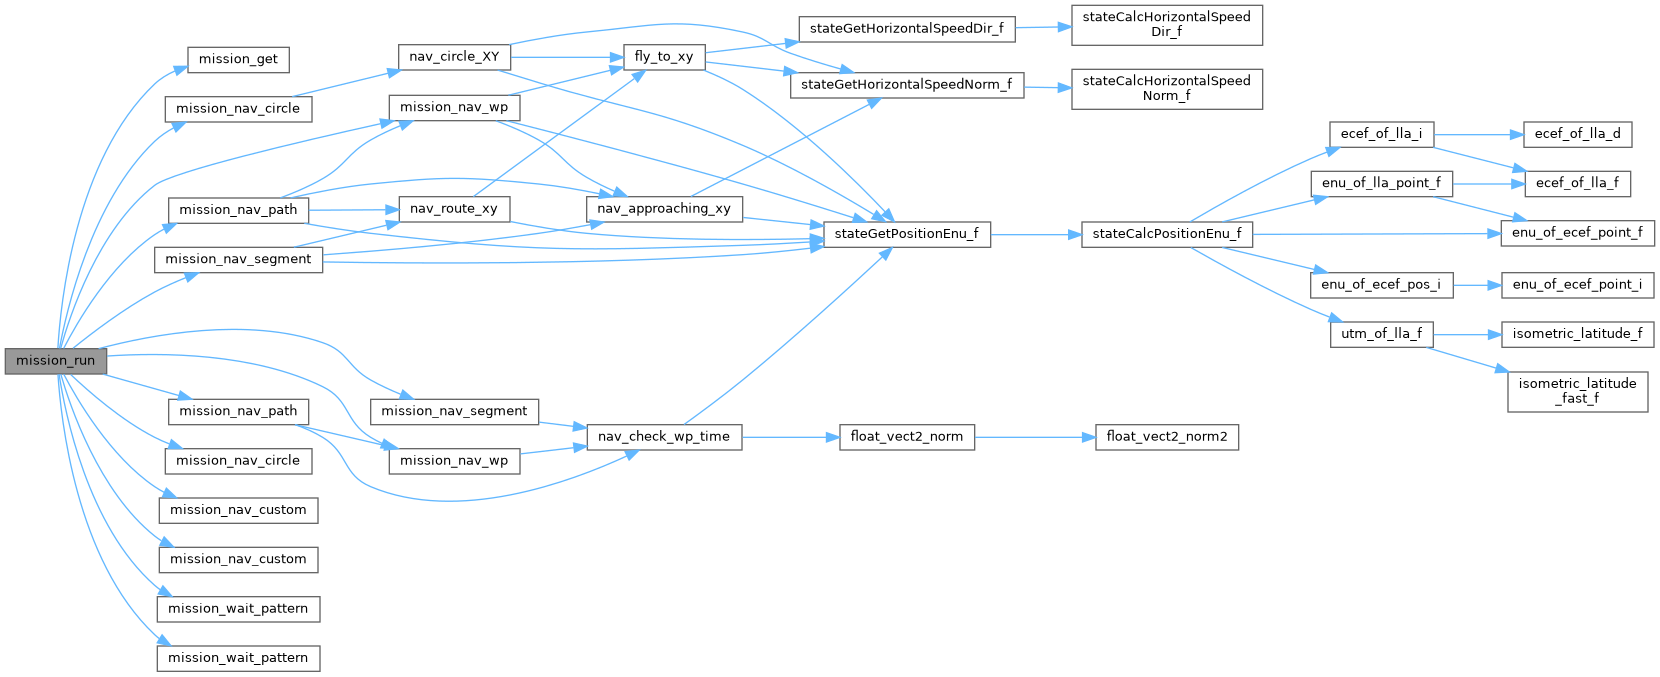 mission_run
mission_get
mission_nav_circle
mission_nav_path
mission_nav_segment
mission_nav_path
mission_nav_circle
mission_nav_custom
mission_nav_custom
mission_wait_pattern
mission_wait_pattern
nav_circle_XY
mission_nav_wp
nav_route_xy
mission_nav_segment
mission_nav_wp
fly_to_xy
nav_approaching_xy
nav_check_wp_time
stateGetHorizontalSpeedDir_f
stateGetHorizontalSpeedNorm_f
stateGetPositionEnu_f
float_vect2_norm
stateCalcHorizontalSpeed
Dir_f
stateCalcHorizontalSpeed
Norm_f
stateCalcPositionEnu_f
float_vect2_norm2
ecef_of_lla_i
enu_of_lla_point_f
enu_of_ecef_pos_i
utm_of_lla_f
ecef_of_lla_d
ecef_of_lla_f
enu_of_ecef_point_f
enu_of_ecef_point_i
isometric_latitude_f
isometric_latitude
_fast_f